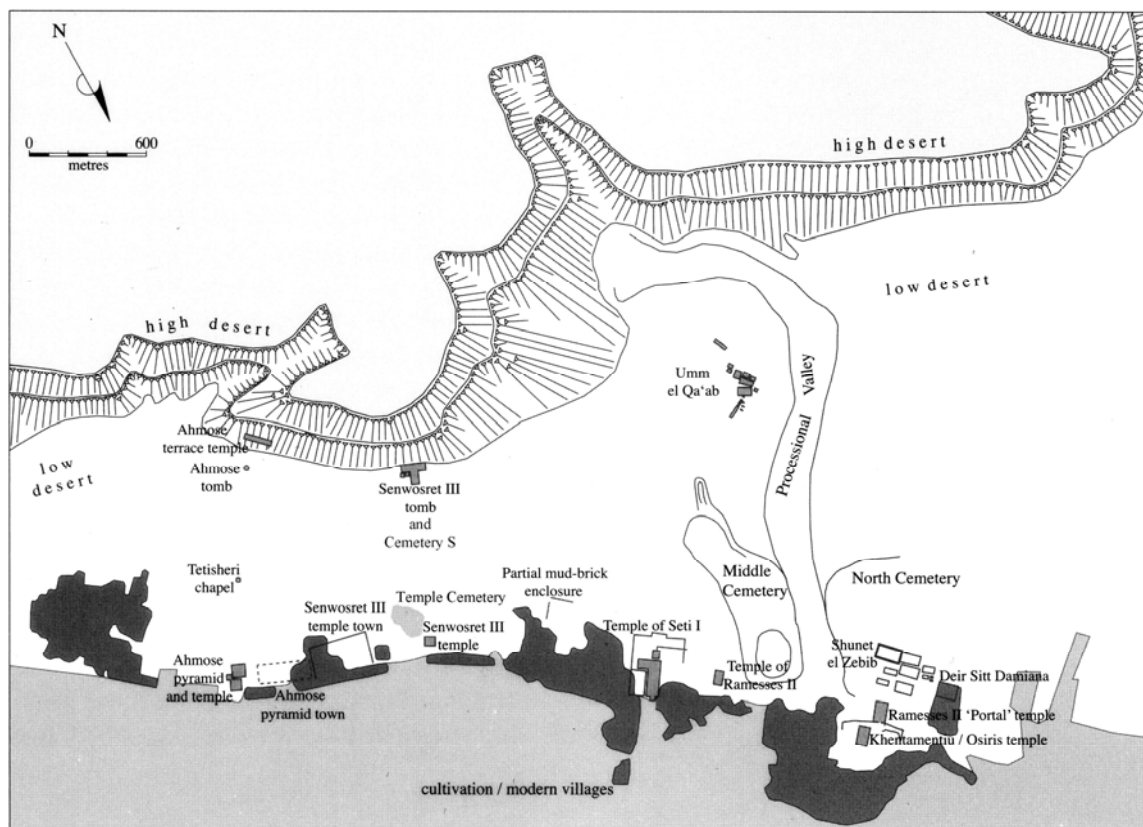 N
0 600
metres
high desert
low desert
high desert
Umm
el Qa‘ab
Processional Valley
Ahmose
terrace temple
Ahmose
tomb
low
desert
Senwosret III
tomb
and
Cemetery S
Tetisheri
chapel
Partial mud-brick
enclosure
Middle
Cemetery
North Cemetery
Senwosret III
temple town
Temple Cemetery
Senwosret III
temple
Temple of Seti I
Shunet
el Zebib
Ahmose
pyramid
and temple
Ahmose
pyramid town
Temple of
Ramesses II
Deir Sitt Damiana
Ramesses II ‘Portal’ temple
Khentamentiu / Osiris temple
cultivation / modern villages